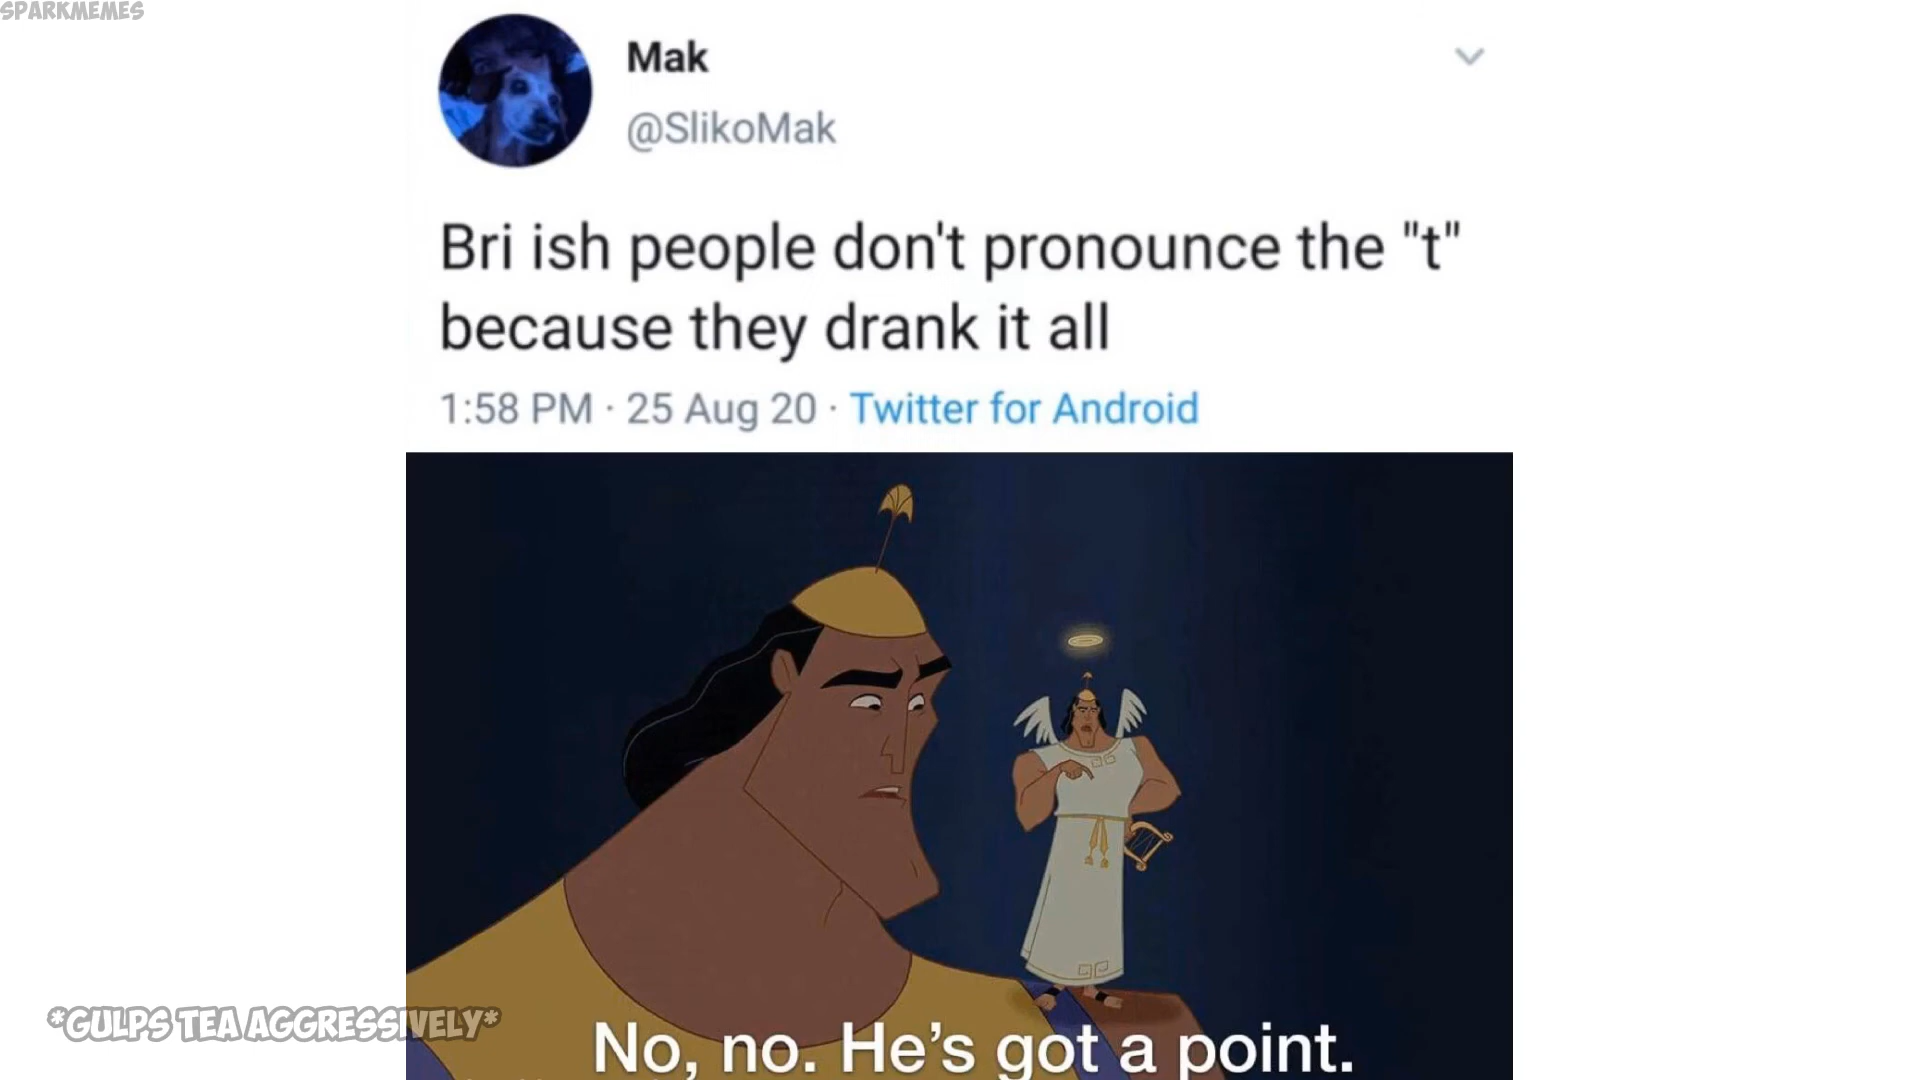 SPARKMEMES
Mak
@SlikoMak
Bri ish people don't pronounce the "t"
because they drank it all
1:58 PM · 25 Aug 20 · Twitter for Android
*GULPS TEA AGGRESSIVELY*
No, no. He's got a point.